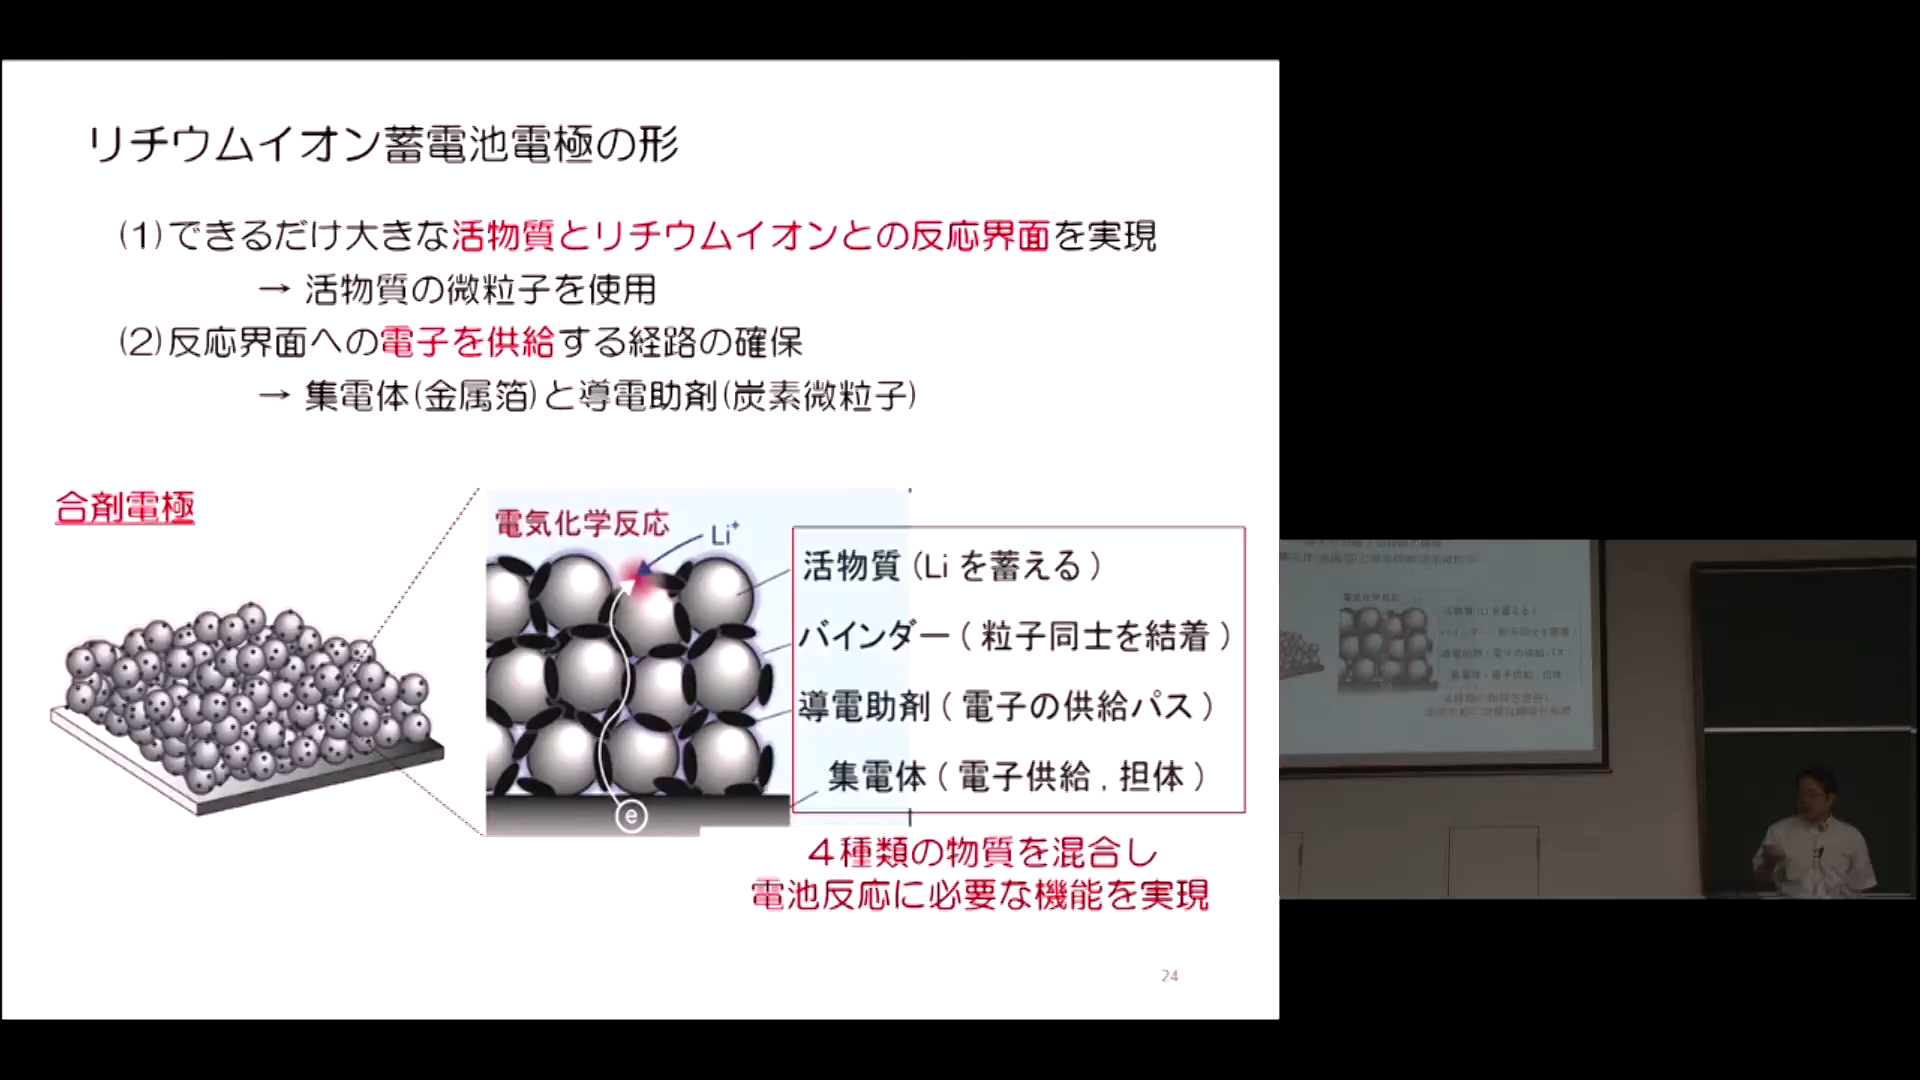 リチウムイオン蓄電池電極の形
(1)できるだけ大きな活物質とリチウムイオンとの反応界面を実現
→ 活物質の微粒子を使用
(2)反応界面への電子を供給する経路の確保
→ 集電体(金属箔)と導電助剤(炭素微粒子)
合剤電極
電気化学反応
Li⁺
活物質(Liを蓄える)
バインダー(粒子同士を結着)
導電助剤(電子の供給パス)
集電体(電子供給,担体)
e
4種類の物質を混合し
電池反応に必要な機能を実現
24